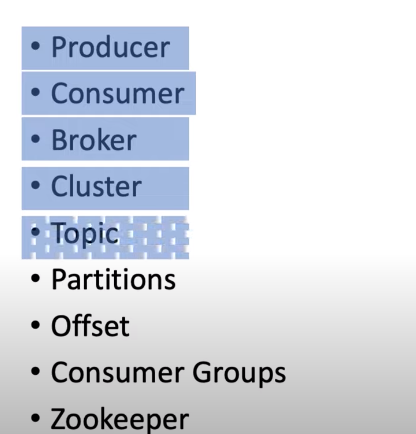 • Producer
• Consumer
• Broker
• Cluster
• Topic
• Partitions
• Offset
• Consumer Groups
• Zookeeper